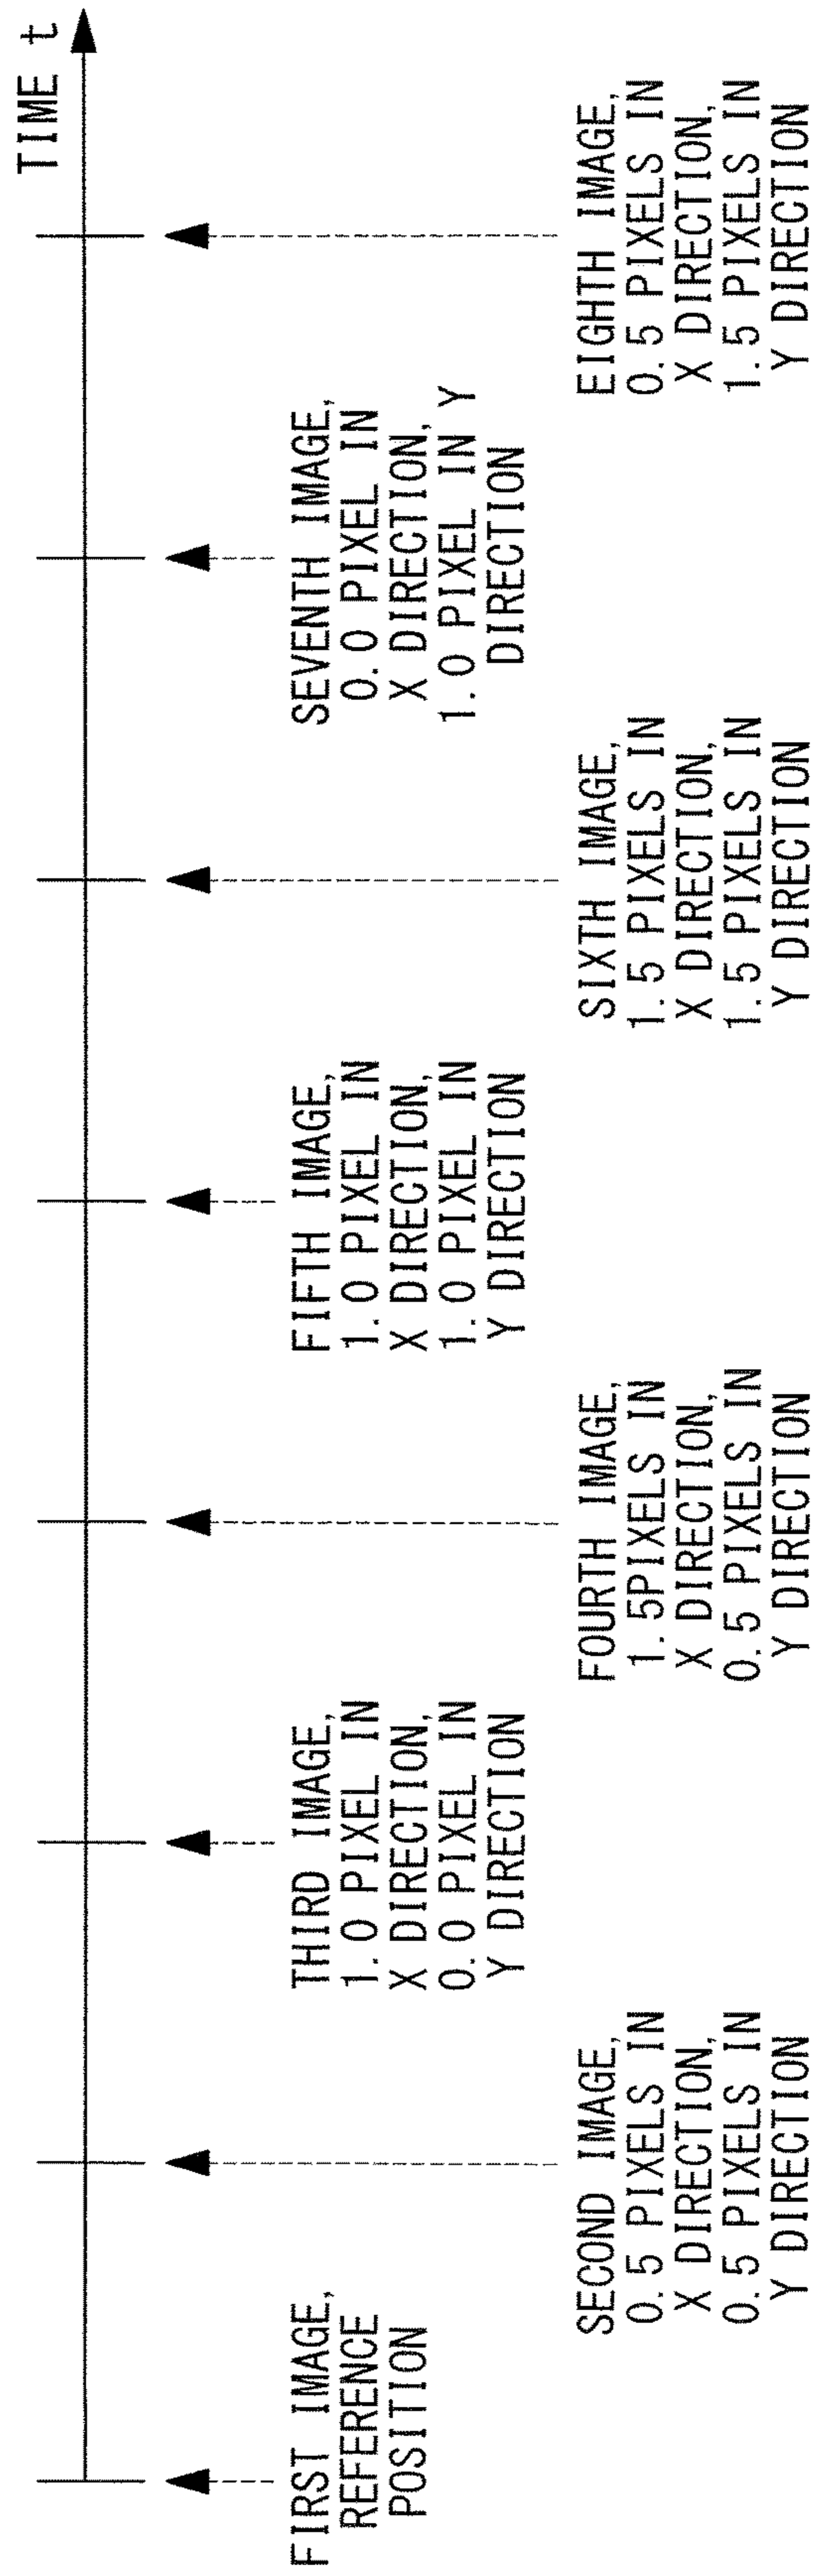 TIME t
FIRST IMAGE,
REFERENCE
POSITION
SECOND IMAGE,
0.5 PIXELS IN
X DIRECTION,
0.5 PIXELS IN
Y DIRECTION
THIRD IMAGE,
1.0 PIXEL IN
X DIRECTION,
0.0 PIXEL IN
Y DIRECTION
FOURTH IMAGE,
1.5PIXELS IN
X DIRECTION,
0.5 PIXELS IN
Y DIRECTION
FIFTH IMAGE,
1.0 PIXEL IN
X DIRECTION,
1.0 PIXEL IN
Y DIRECTION
SIXTH IMAGE,
1.5 PIXELS IN
X DIRECTION,
1.5 PIXELS IN
Y DIRECTION
SEVENTH IMAGE,
0.0 PIXEL IN
X DIRECTION,
1.0 PIXEL IN Y
DIRECTION
EIGHTH IMAGE,
0.5 PIXELS IN
X DIRECTION,
1.5 PIXELS IN
Y DIRECTION